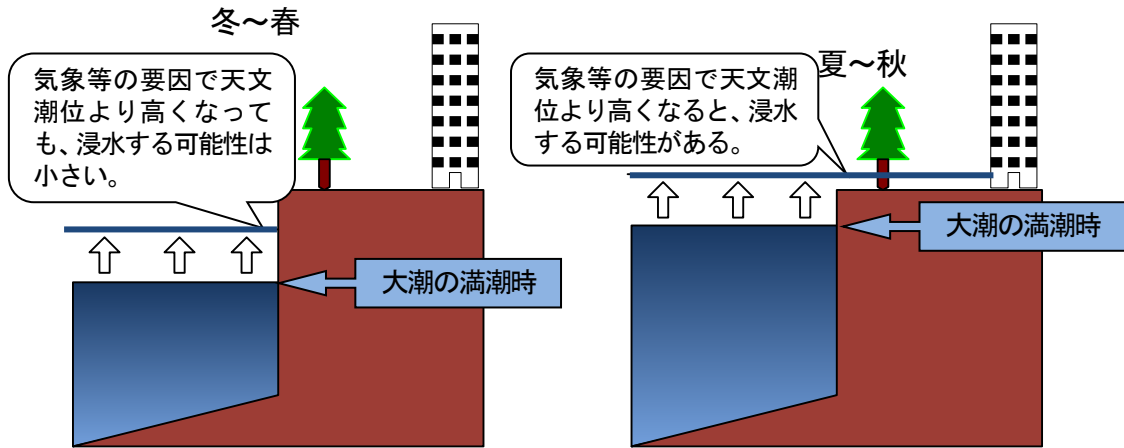 冬～春
気象等の要因で天文
潮位より高くなって
も、浸水する可能性は
小さい。
大潮の満潮時
夏～秋
気象等の要因で天文潮
位より高くなると、浸水
する可能性がある。
大潮の満潮時